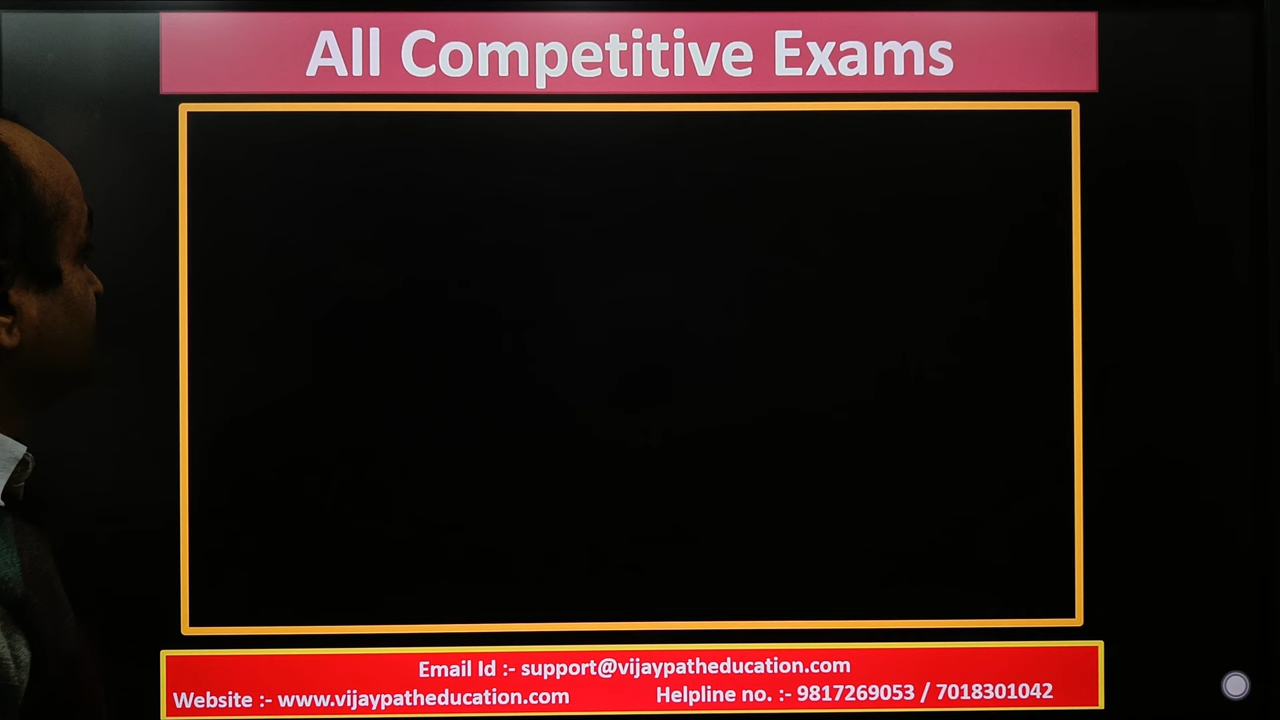 All Competitive Exams
Email Id :- support@vijaypatheducation.com
Website :- www.vijaypatheducation.com Helpline no. :- 9817269053 / 7018301042